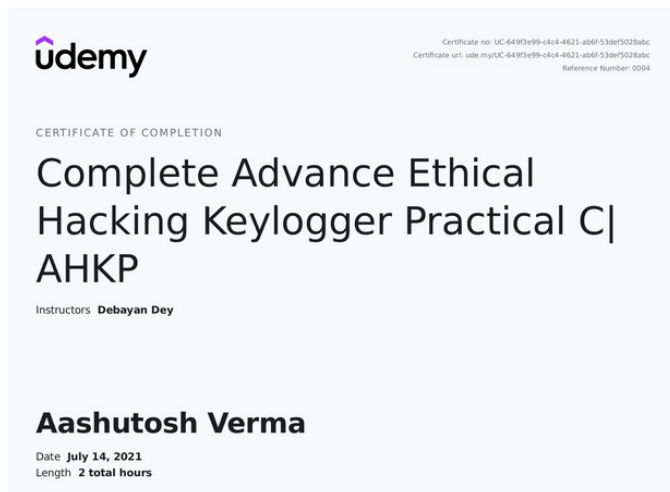 udemy
Certificate no: UC-649f3e99-c4c4-4621-ab6f-53def5028abc
Certificate url: ude.my/UC-649f3e99-c4c4-4621-ab6f-53def5028abc
Reference Number: 0004
CERTIFICATE OF COMPLETION
Complete Advance Ethical
Hacking Keylogger Practical C|
AHKP
Instructors Debayan Dey
Aashutosh Verma
Date July 14, 2021
Length 2 total hours